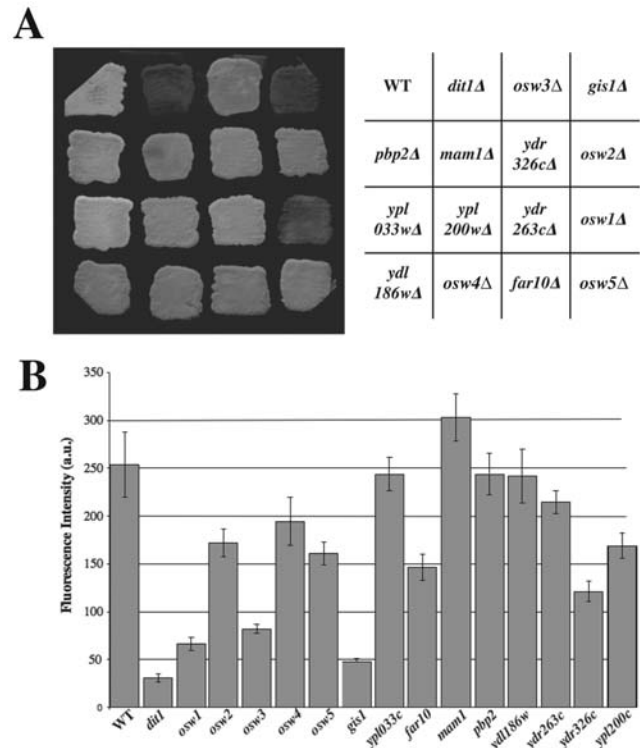 A
WT dit1Δ osw3Δ gis1Δ
pbp2Δ mam1Δ ydr 326cΔ osw2Δ
ypl 033wΔ ypl 200wΔ ydr 263cΔ osw1Δ
ydl 186wΔ osw4Δ far10Δ osw5Δ
B
Fluorescence Intensity (a.u.)
350
300
250
200
150
100
50
0
WT dit1 osw1 osw2 osw3 osw4 osw5 gis1 ypl033c far10 mam1 pbp2 ydl186w ydr263c ydr326c ypl200c